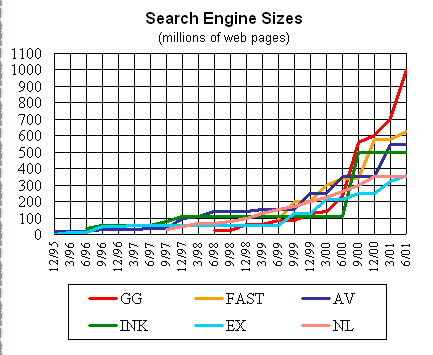 Search Engine Sizes
(millions of web pages)
1100
1000
900
800
700
600
500
400
300
200
100
0
12/95 3/96 6/96 9/96 12/96 3/97 6/97 9/97 12/97 3/98 6/98 9/98 12/98 3/99 6/99 9/99 12/99 3/00 6/00 9/00 12/00 3/01 6/01
GG FAST AV
INK EX NL